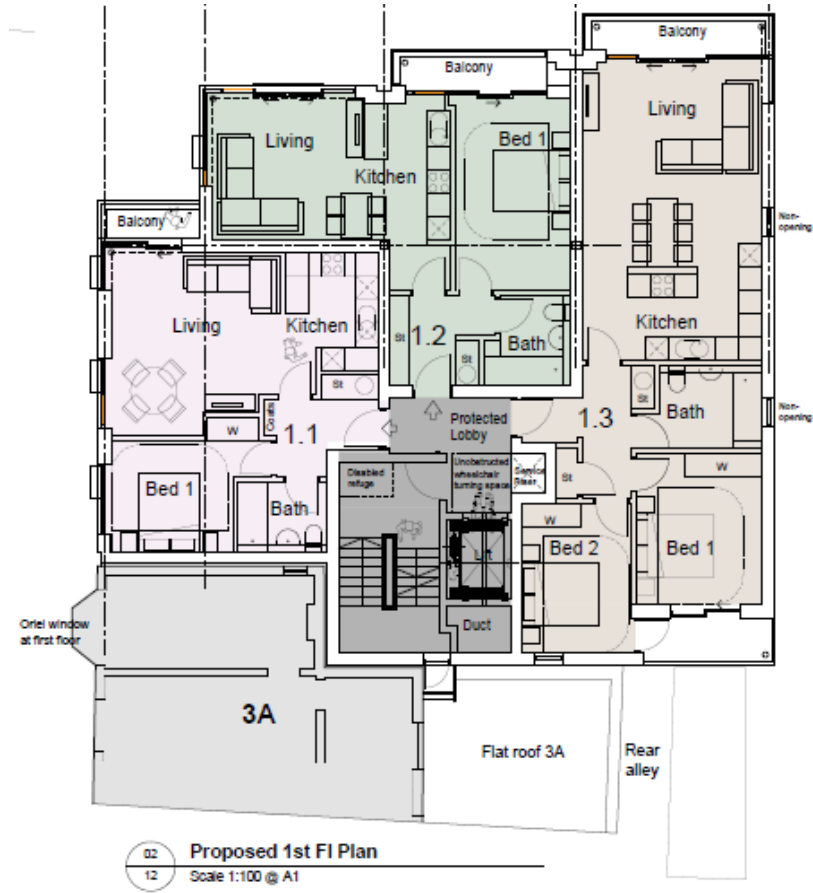 Balcony
Balcony
Living
Living
Bed 1
Kitchen
Balcony
Non-
opening
Living
Kitchen
Kitchen
St
1.2
Bath
St
St
St
Coats
W
1.1
Protected
Lobby
1.3
Bath
Non-
opening
Disabled
refuge
Unobstructed
wheelchair
turning space
Service
Riser
St
W
Bed 1
Bath
W
Bed 2
Bed 1
Lift
Duct
Oriel window
at first floor
3A
Flat roof 3A
Rear
alley
02
12
Proposed 1st Fl Plan
Scale 1:100 @ A1